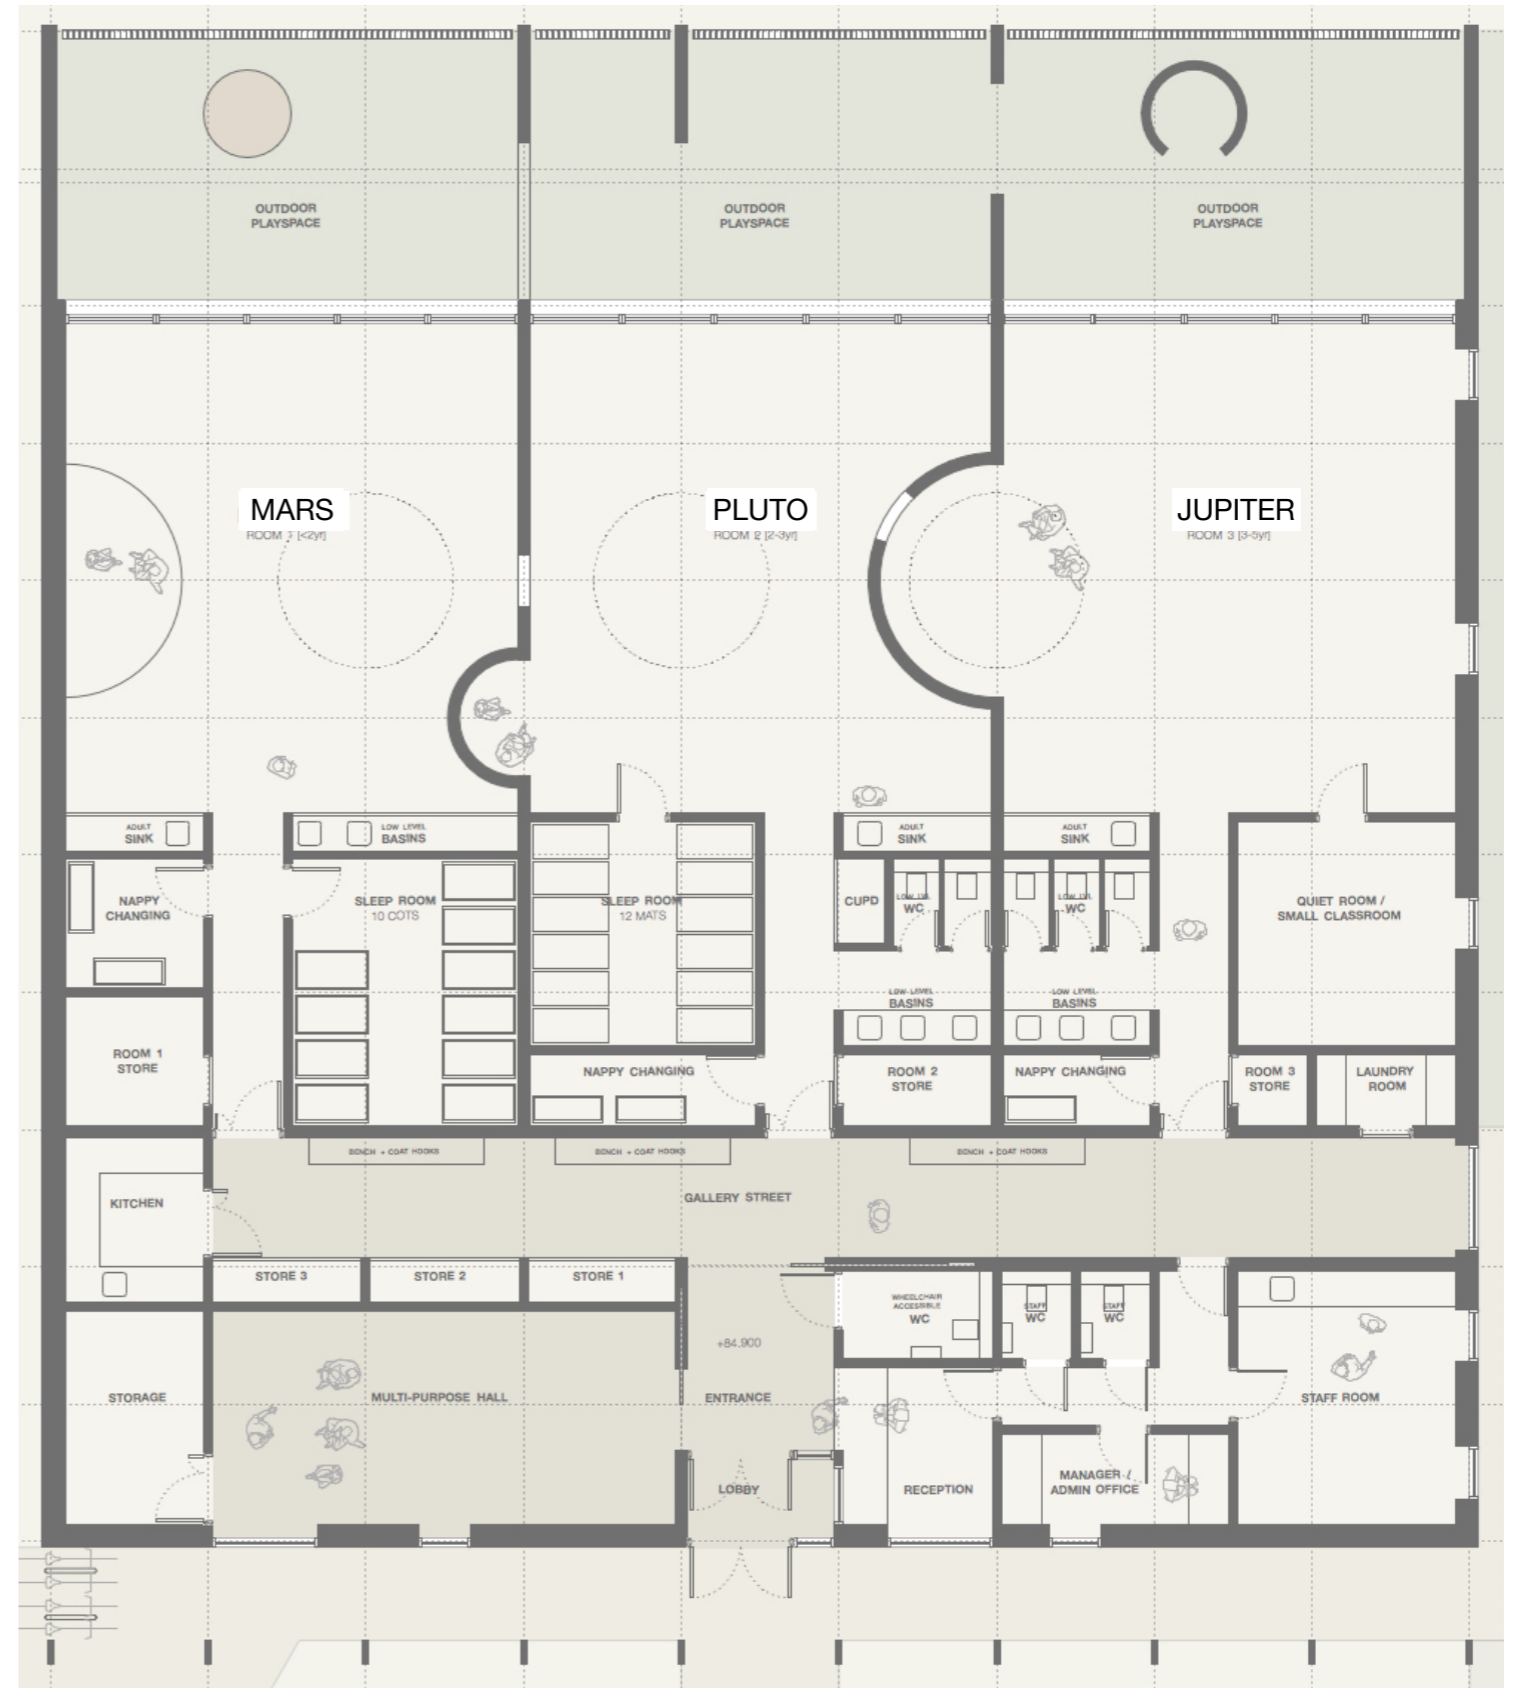 OUTDOOR
PLAYSPACE
OUTDOOR
PLAYSPACE
OUTDOOR
PLAYSPACE
MARS
ROOM 1 [<2yr]
PLUTO
ROOM 2 [2-3yr]
JUPITER
ROOM 3 [3-5yr]
ADULT
SINK
LOW LEVEL
BASINS
ADULT
SINK
ADULT
SINK
NAPPY
CHANGING
SLEEP ROOM
10 COTS
SLEEP ROOM
12 MATS
CUPD
LOW LVL
WC
LOW LVL
WC
QUIET ROOM /
SMALL CLASSROOM
LOW LEVEL
BASINS
LOW LEVEL
BASINS
ROOM 1
STORE
NAPPY CHANGING
ROOM 2
STORE
NAPPY CHANGING
ROOM 3
STORE
LAUNDRY
ROOM
BENCH + COAT HOOKS
BENCH + COAT HOOKS
BENCH + COAT HOOKS
KITCHEN
GALLERY STREET
STORE 3
STORE 2
STORE 1
WHEELCHAIR
ACCESSIBLE
WC
STAFF
WC
STAFF
WC
+84.900
STORAGE
MULTI-PURPOSE HALL
ENTRANCE
STAFF ROOM
LOBBY
RECEPTION
MANAGER /
ADMIN OFFICE